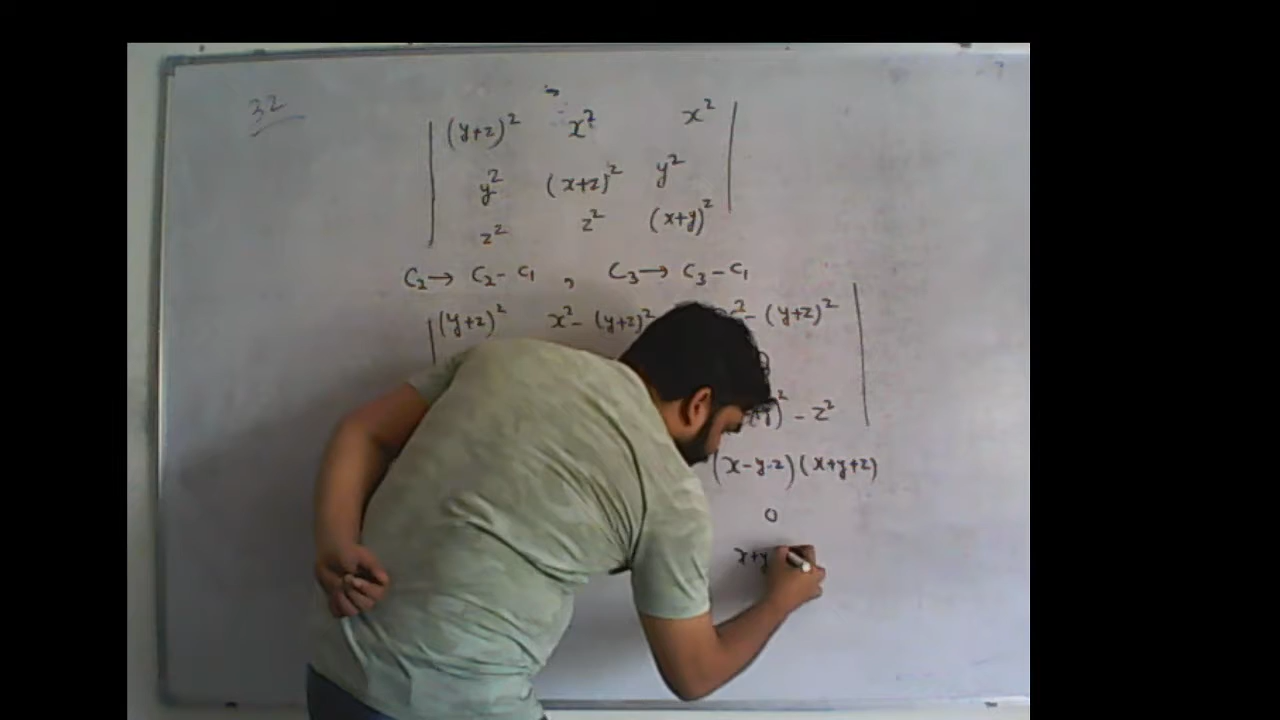 32
(y+z)² x² x²
y² (x+z)² y²
z² z² (x+y)²
C₂→ C₂- C₁ , C₃→ C₃-C₁
(y+z)² x²- (y+z)² ²- (y+z)²
)² - z²
(x-y-z)(x+y+z)
0
x+y